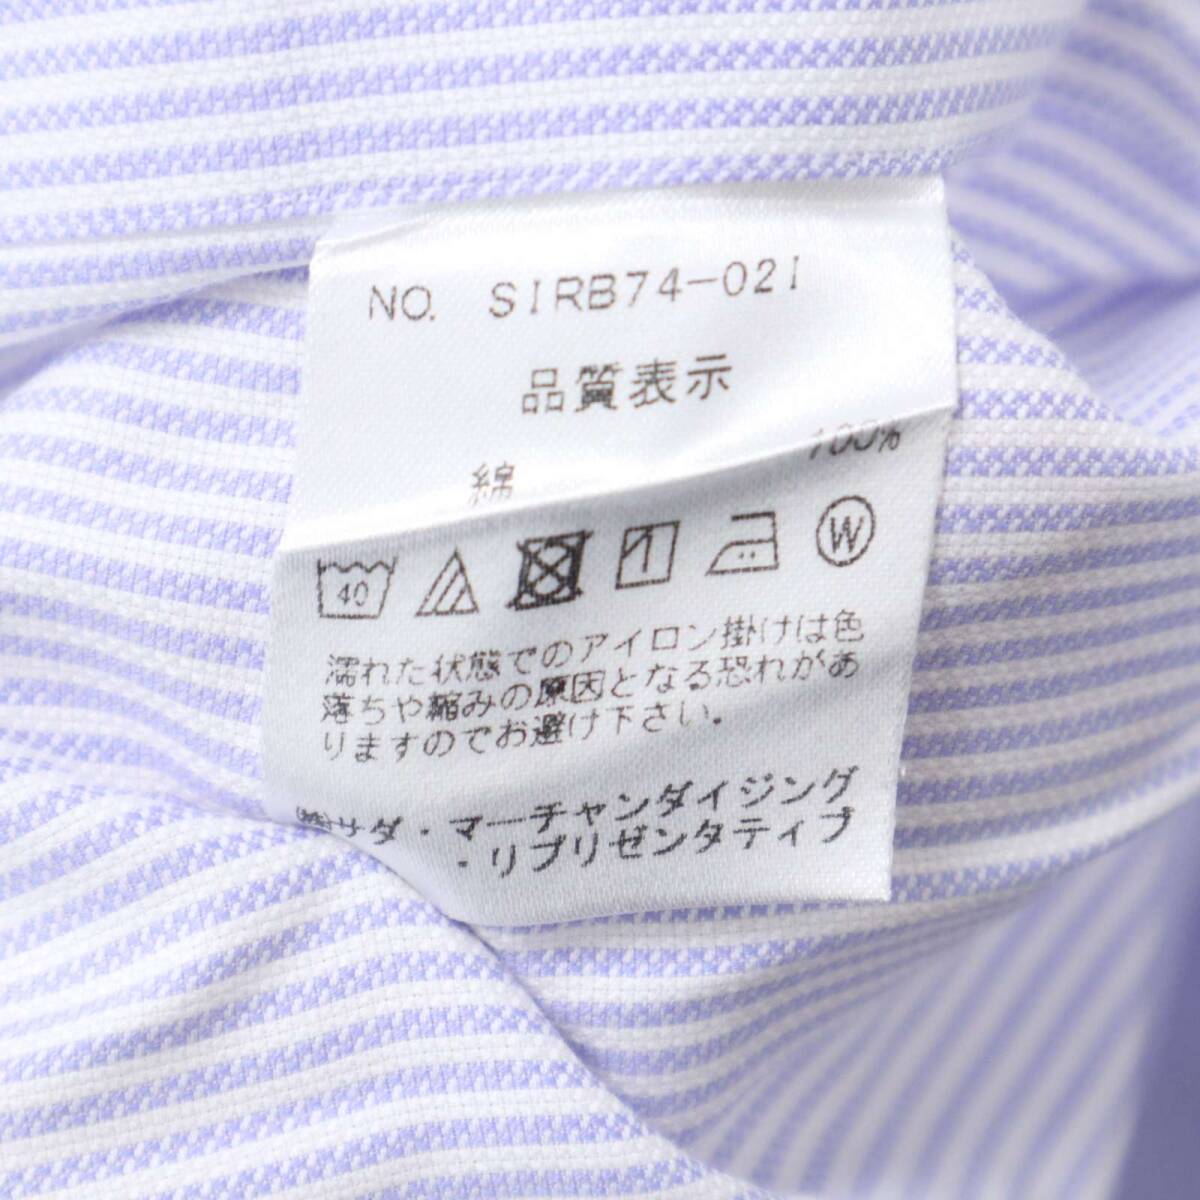 NO. SIRB74-021
品質表示
綿 100%
40 1 W
濡れた状態でのアイロン掛けは色
落ちや縮みの原因となる恐れがあ
りますのでお避け下さい。
㈱サダ・マーチャンダイジング
・リプリゼンタティブ